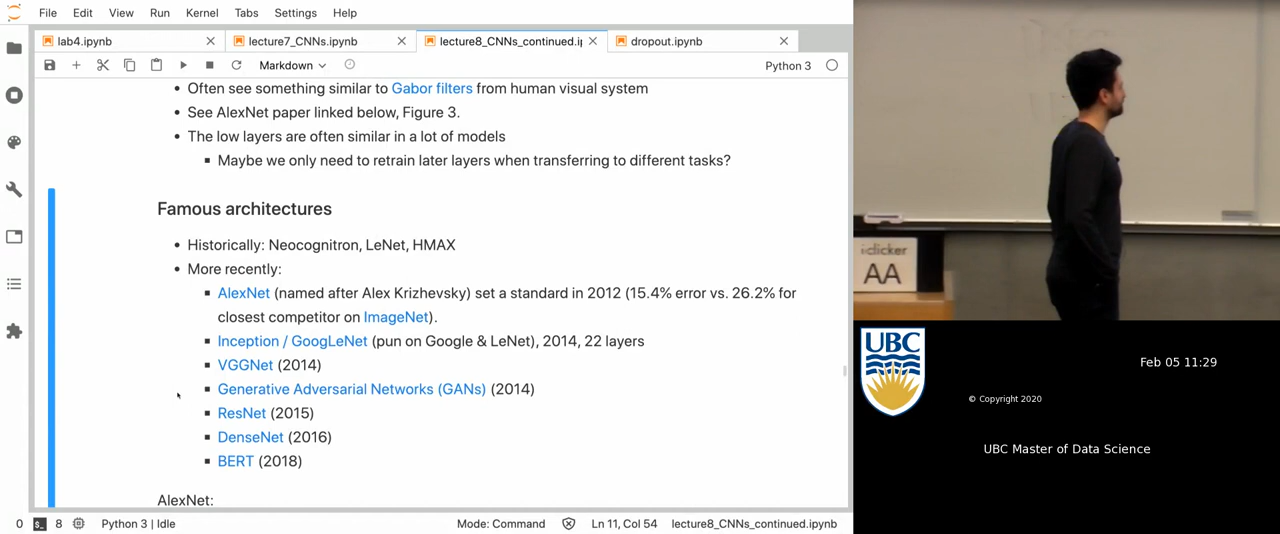 File Edit View Run Kernel Tabs Settings Help
lab4.ipynb
lecture7_CNNs.ipynb
lecture8_CNNs_continued.i
dropout.ipynb
Markdown
Python 3
Often see something similar to Gabor filters from human visual system
See AlexNet paper linked below, Figure 3.
The low layers are often similar in a lot of models
Maybe we only need to retrain later layers when transferring to different tasks?
Famous architectures
Historically: Neocognitron, LeNet, HMAX
More recently:
AlexNet (named after Alex Krizhevsky) set a standard in 2012 (15.4% error vs. 26.2% for
closest competitor on ImageNet).
Inception / GoogLeNet (pun on Google & LeNet), 2014, 22 layers
VGGNet (2014)
Generative Adversarial Networks (GANs) (2014)
ResNet (2015)
DenseNet (2016)
BERT (2018)
AlexNet:
0 8 Python 3 | Idle
Mode: Command
Ln 11, Col 54
lecture8_CNNs_continued.ipynb
iclicker
AA
UBC
Feb 05 11:29
© Copyright 2020
UBC Master of Data Science